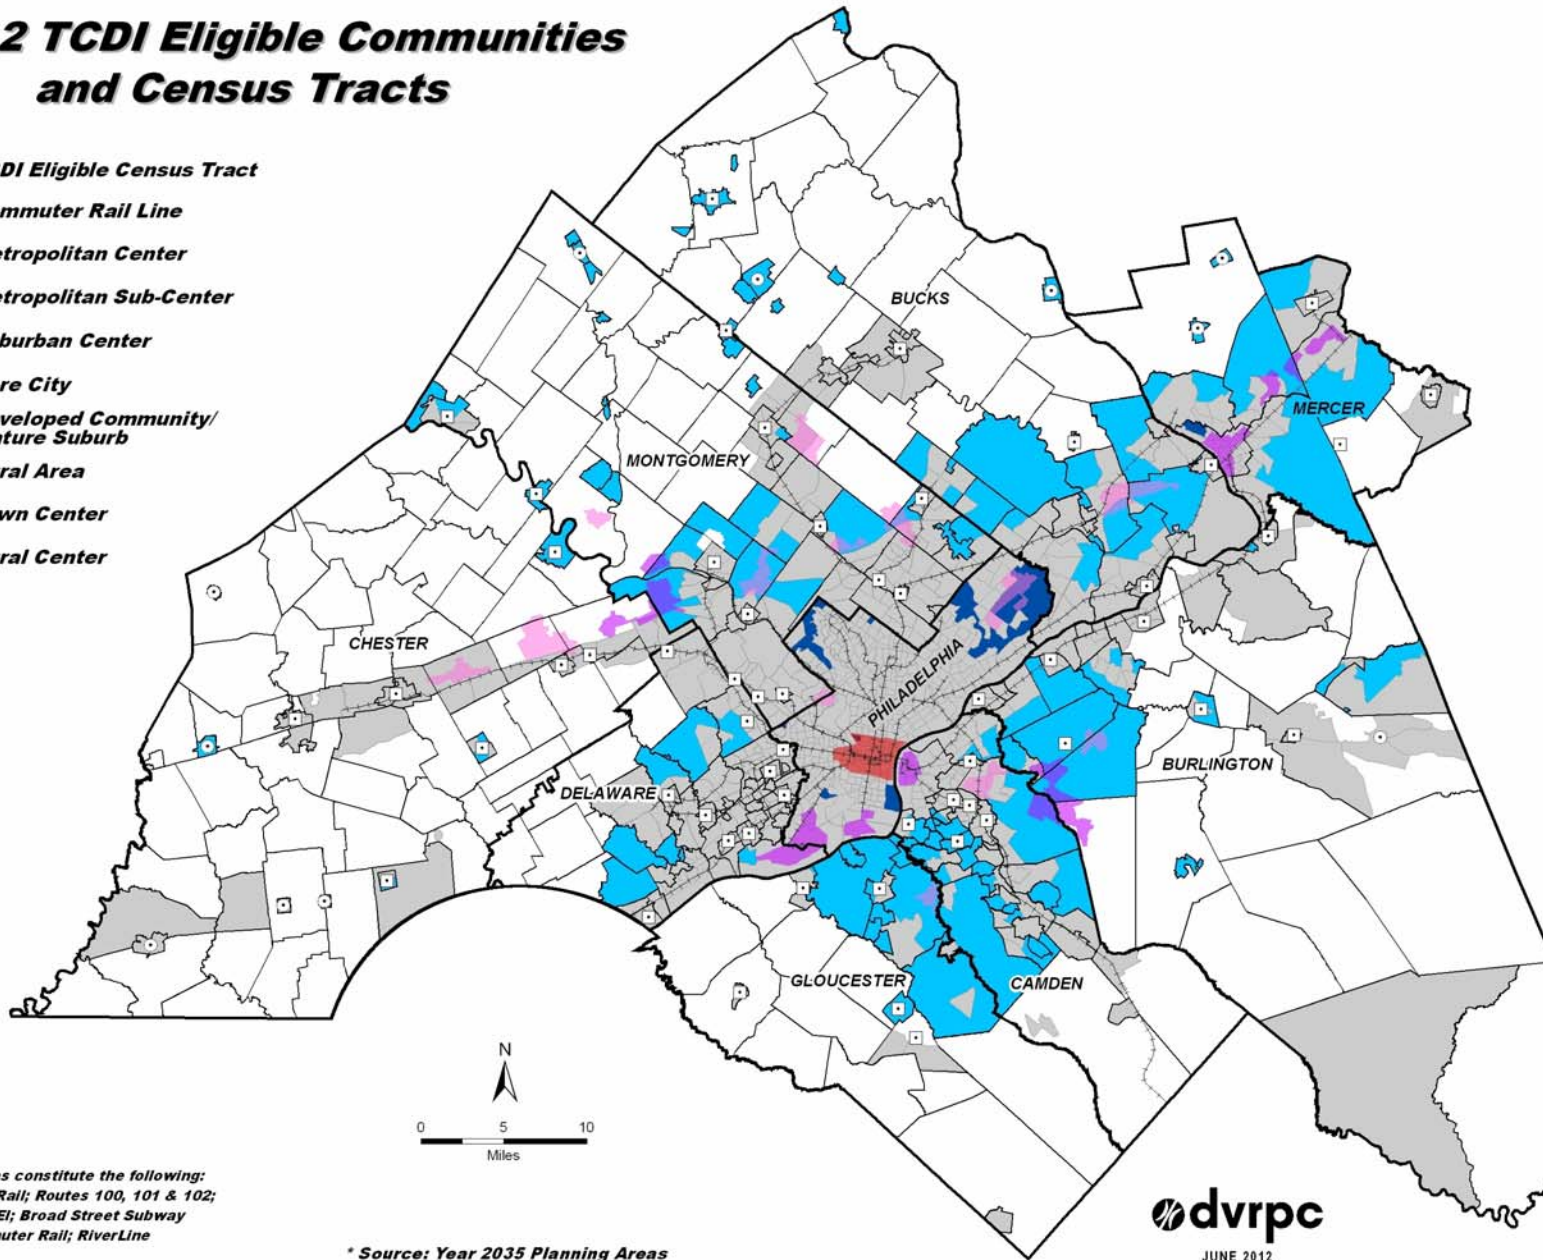 2 TCDI Eligible Communities
and Census Tracts
DI Eligible Census Tract
mmuter Rail Line
etropolitan Center
etropolitan Sub-Center
burban Center
re City
veloped Community/
ature Suburb
ral Area
wn Center
ral Center
BUCKS
MERCER
MONTGOMERY
CHESTER
PHILADELPHIA
DELAWARE
BURLINGTON
GLOUCESTER
CAMDEN
N
0 5 10
Miles
s constitute the following:
Rail; Routes 100, 101 & 102;
El; Broad Street Subway
uter Rail; RiverLine
* Source: Year 2035 Planning Areas
dvrpc
JUNE 2012